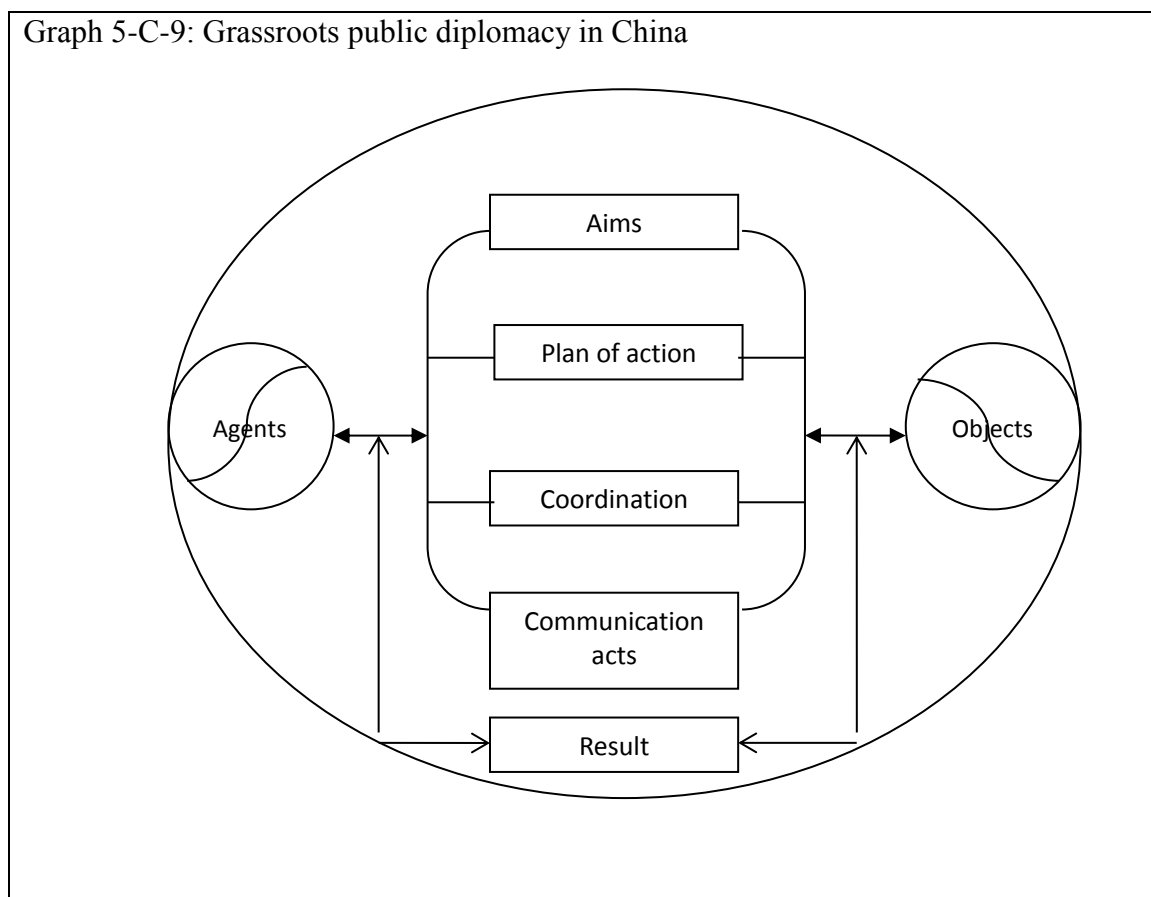 Graph 5-C-9: Grassroots public diplomacy in China
Aims
Plan of action
Agents
Objects
Coordination
Communication
acts
Result